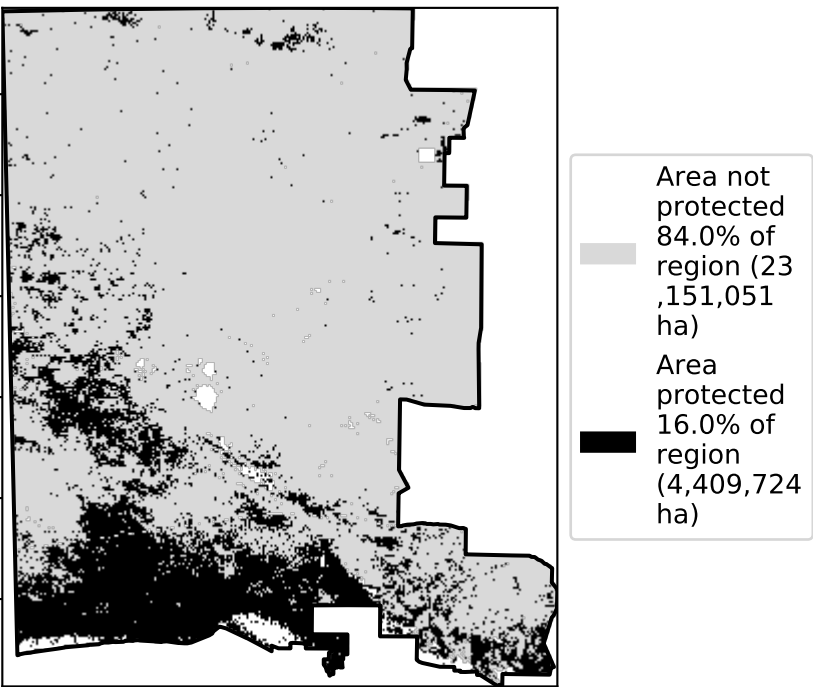 Area not
protected
84.0% of
region (23
,151,051
ha)
Area
protected
16.0% of
region
(4,409,724
ha)